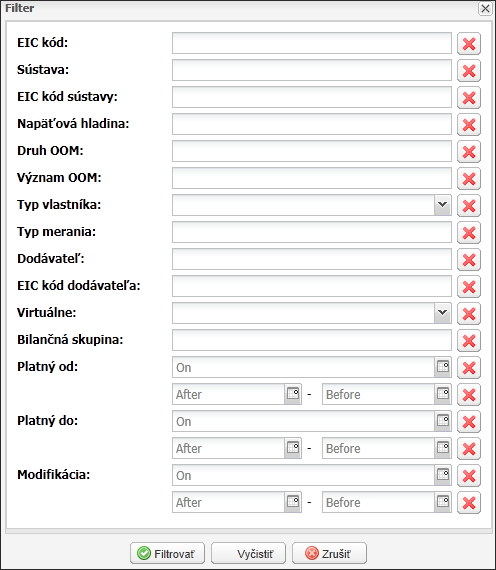 Filter
EIC kód:
Sústava:
EIC kód sústavy:
Napäťová hladina:
Druh OOM:
Význam OOM:
Typ vlastníka:
Typ merania:
Dodávateľ:
EIC kód dodávateľa:
Virtuálne:
Bilančná skupina:
Platný od: On
After - Before
Platný do: On
After - Before
Modifikácia: On
After - Before
Filtrovať Vyčistiť Zrušiť